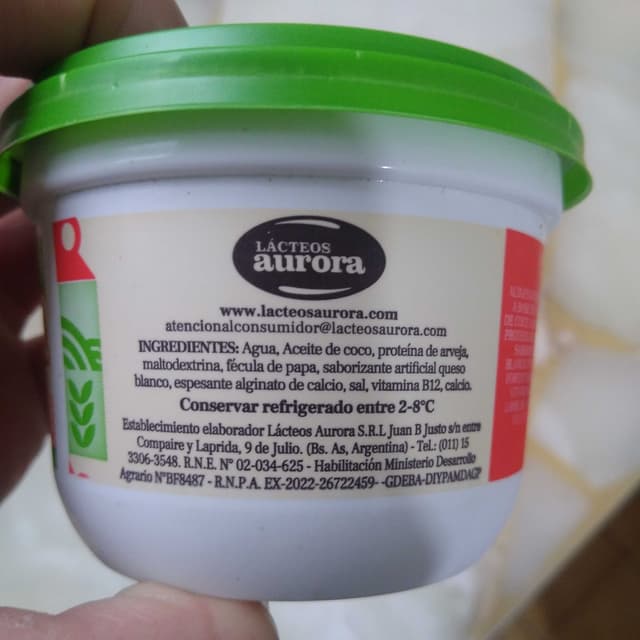 LÁCTEOS
aurora
www.lacteosaurora.com
atencionalconsumidor@lacteosaurora.com
INGREDIENTES: Agua, Aceite de coco, proteína de arveja,
maltodextrina, fécula de papa, saborizante artificial queso
blanco, espesante alginato de calcio, sal, vitamina B12, calcio.
Conservar refrigerado entre 2-8°C
Establecimiento elaborador Lácteos Aurora S.R.L Juan B Justo s/n entre
Compaire y Laprida, 9 de Julio. (Bs. As, Argentina) - Tel.: (011) 15
3306-3548. R.N.E. N° 02-034-625 - Habilitación Ministerio Desarrollo
Agrario N°BF8487 - R.N.P.A. EX-2022-26722459- -GDEBA-DIYPAMDAGP